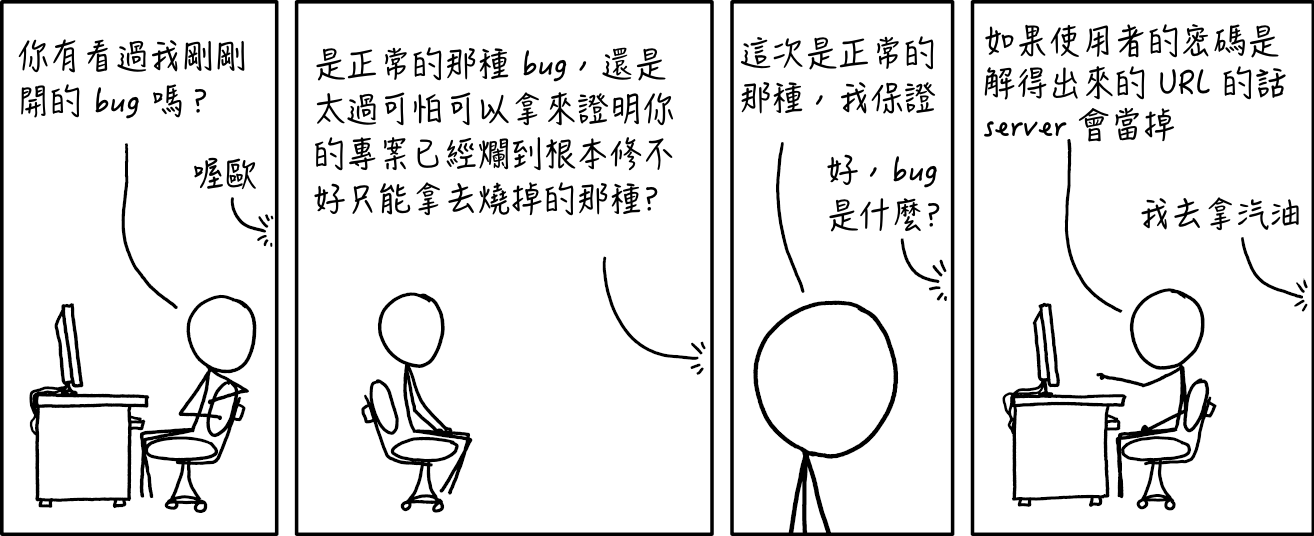 你有看過我剛剛
開的 bug 嗎？
喔歐
是正常的那種 bug，還是
太過可怕可以拿來證明你
的專案已經爛到根本修不
好只能拿去燒掉的那種?
這次是正常的
那種，我保證
好，bug
是什麼?
如果使用者的密碼是
解得出來的 URL 的話
server 會當掉
我去拿汽油